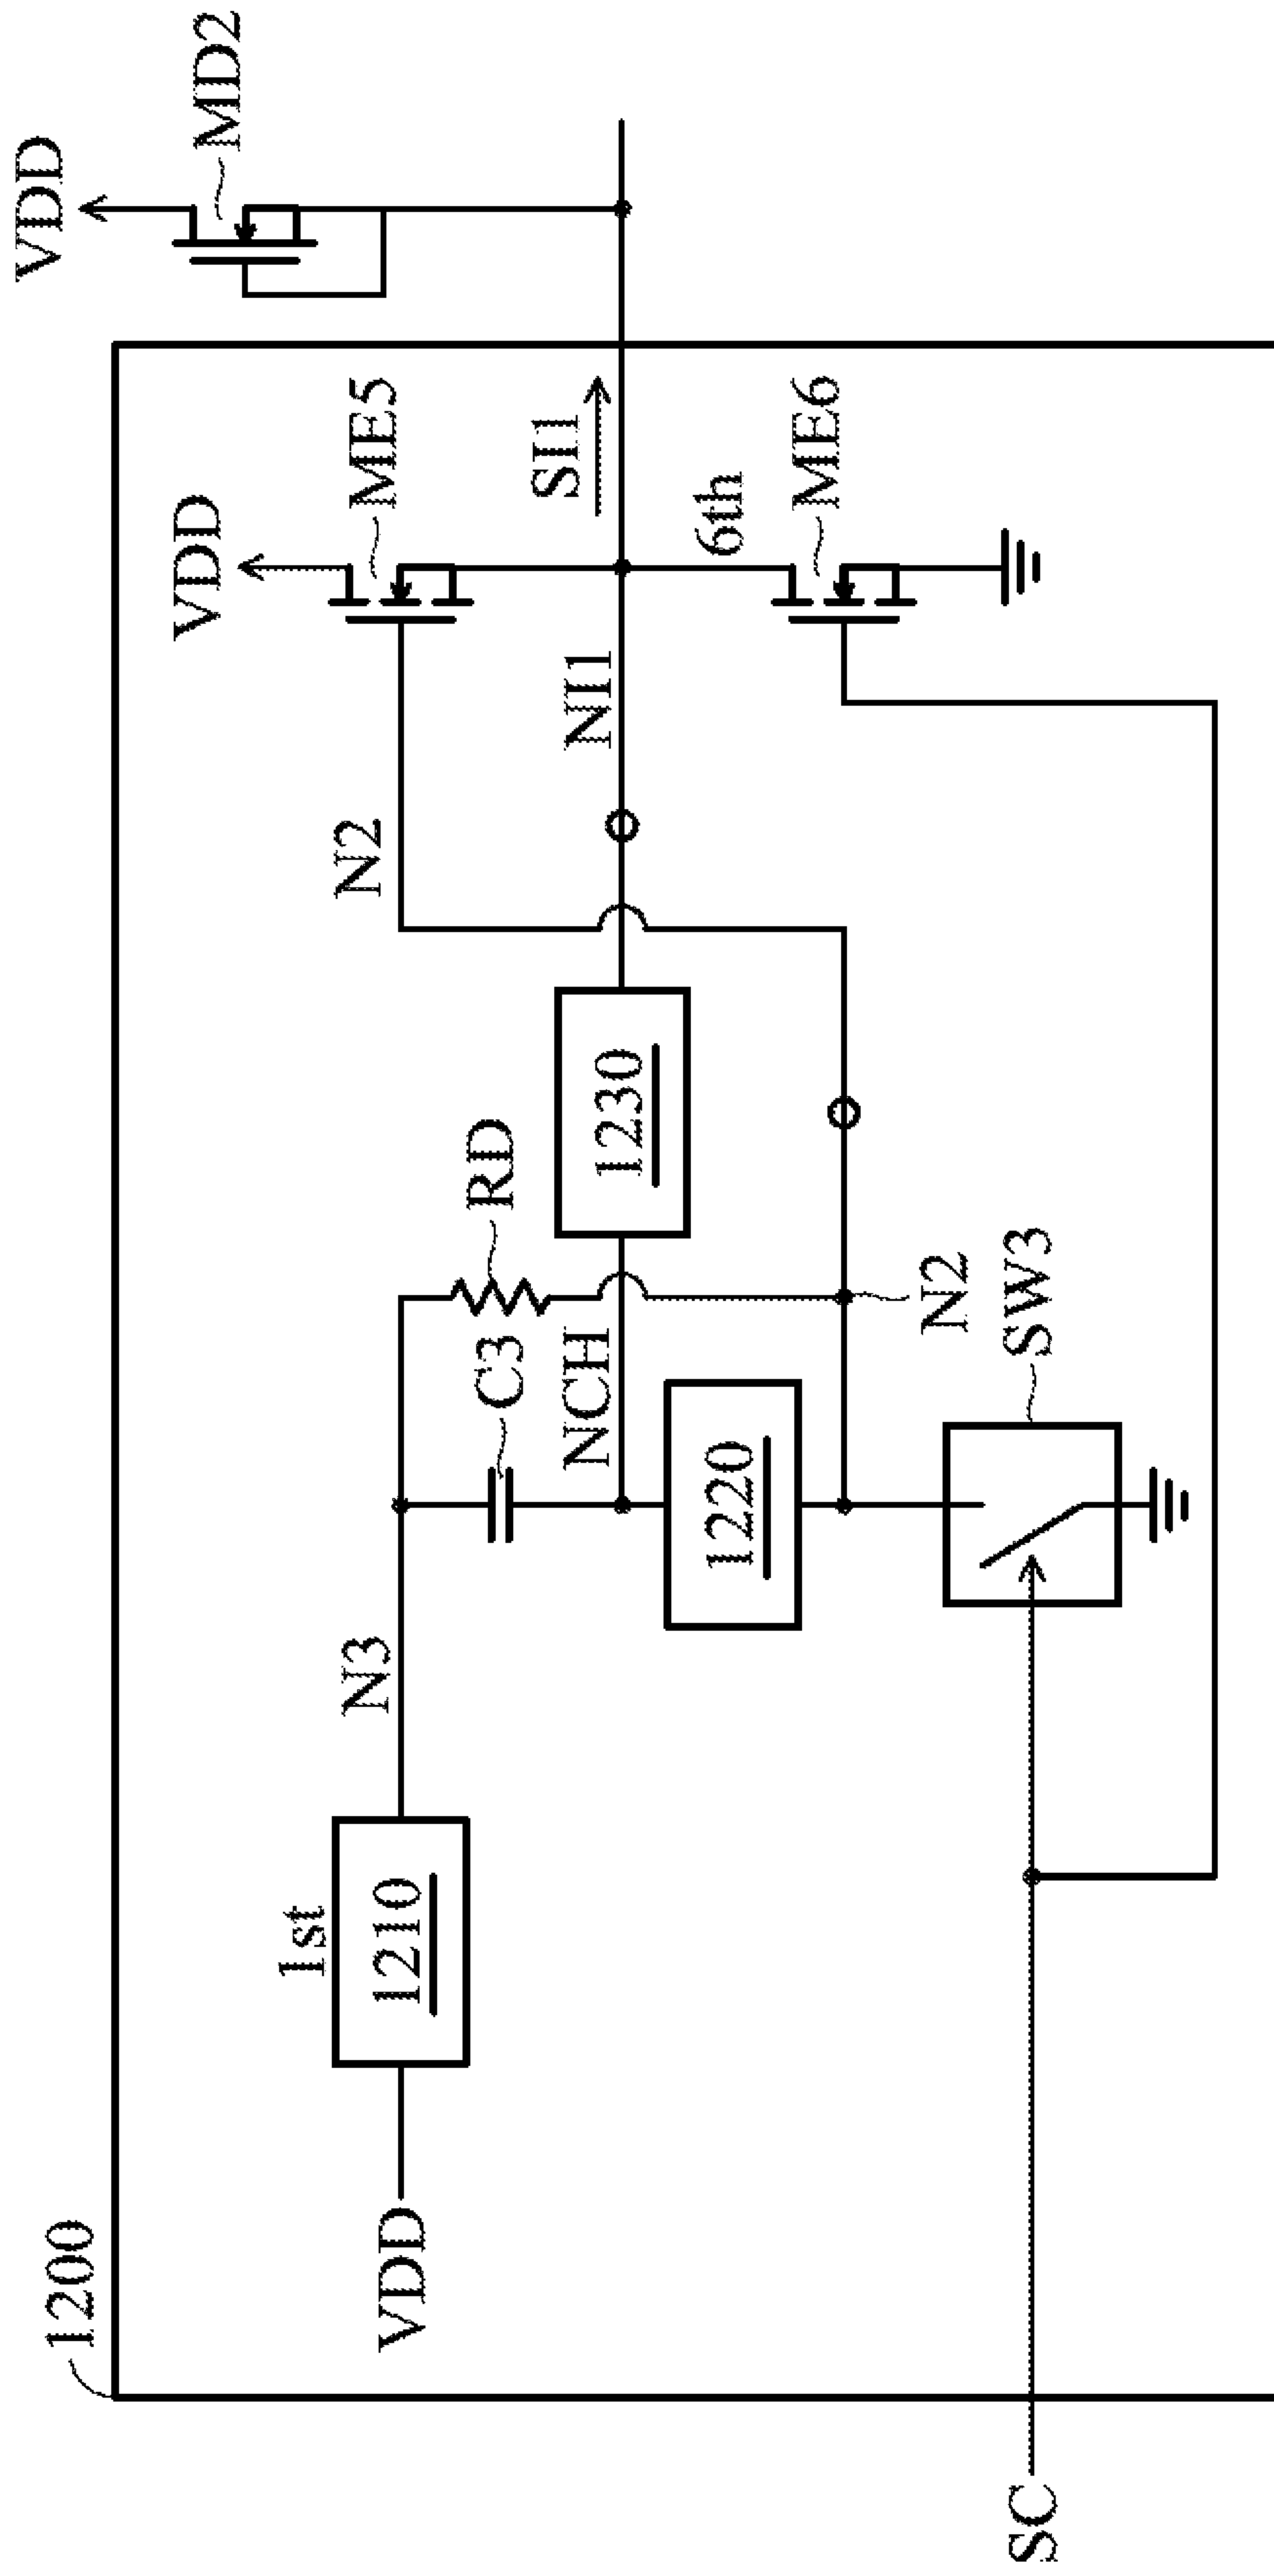 1200
VDD
MD2
VDD
ME5
SI1
6th
ME6
NI1
N2
1230
RD
C3
NCH
N2
SW3
1220
N3
1st
1210
VDD
SC